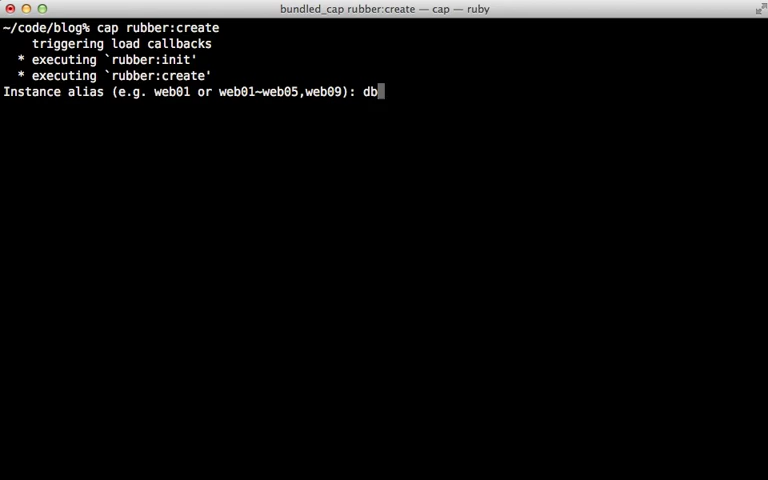 bundled_cap rubber:create — cap — ruby
~/code/blog% cap rubber:create
    triggering load callbacks
  * executing `rubber:init'
  * executing `rubber:create'
Instance alias (e.g. web01 or web01~web05,web09): db